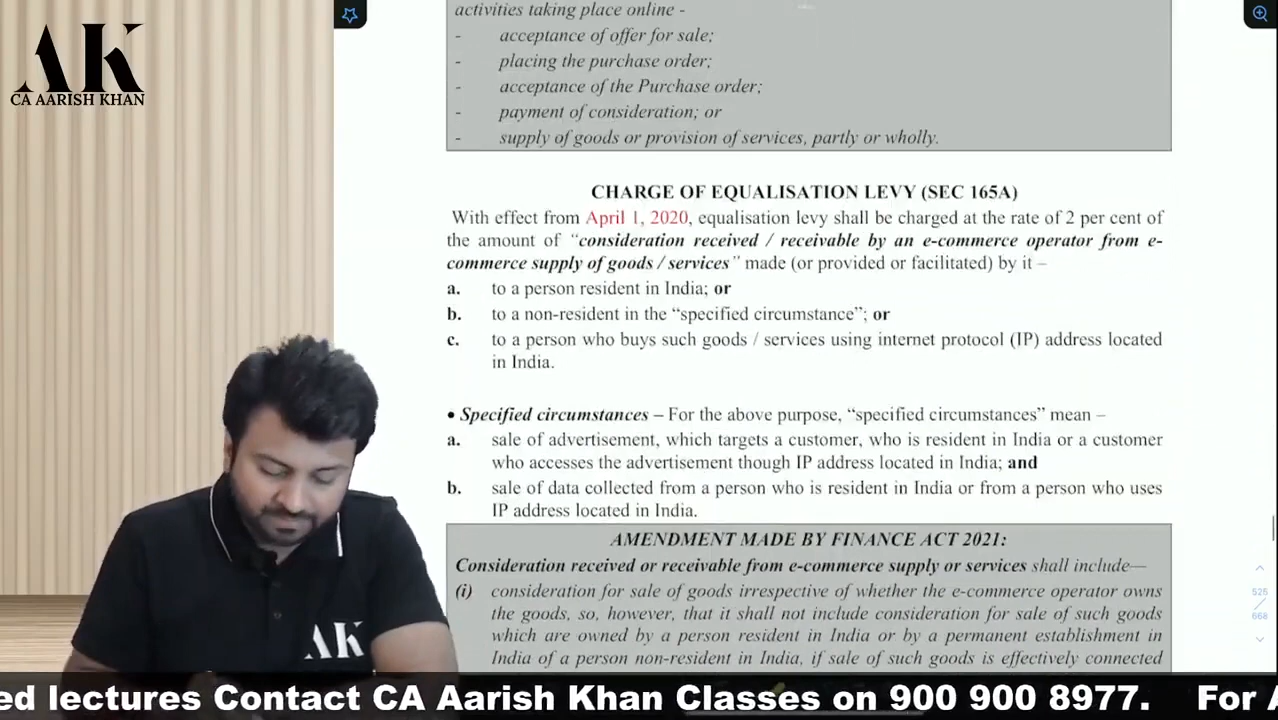 AK
CA AARISH KHAN
activities taking place online -
- acceptance of offer for sale;
- placing the purchase order;
- acceptance of the Purchase order;
- payment of consideration; or
- supply of goods or provision of services, partly or wholly.
CHARGE OF EQUALISATION LEVY (SEC 165A)
With effect from April 1, 2020, equalisation levy shall be charged at the rate of 2 per cent of
the amount of “consideration received / receivable by an e-commerce operator from e-
commerce supply of goods / services” made (or provided or facilitated) by it –
a. to a person resident in India; or
b. to a non-resident in the “specified circumstance”; or
c. to a person who buys such goods / services using internet protocol (IP) address located
in India.
• Specified circumstances – For the above purpose, “specified circumstances” mean –
a. sale of advertisement, which targets a customer, who is resident in India or a customer
who accesses the advertisement though IP address located in India; and
b. sale of data collected from a person who is resident in India or from a person who uses
IP address located in India.
AMENDMENT MADE BY FINANCE ACT 2021:
Consideration received or receivable from e-commerce supply or services shall include—
(i) consideration for sale of goods irrespective of whether the e-commerce operator owns
the goods, so, however, that it shall not include consideration for sale of such goods
which are owned by a person resident in India or by a permanent establishment in
India of a person non-resident in India, if sale of such goods is effectively connected
525
/
668
AK
ed lectures Contact CA Aarish Khan Classes on 900 900 8977. For A